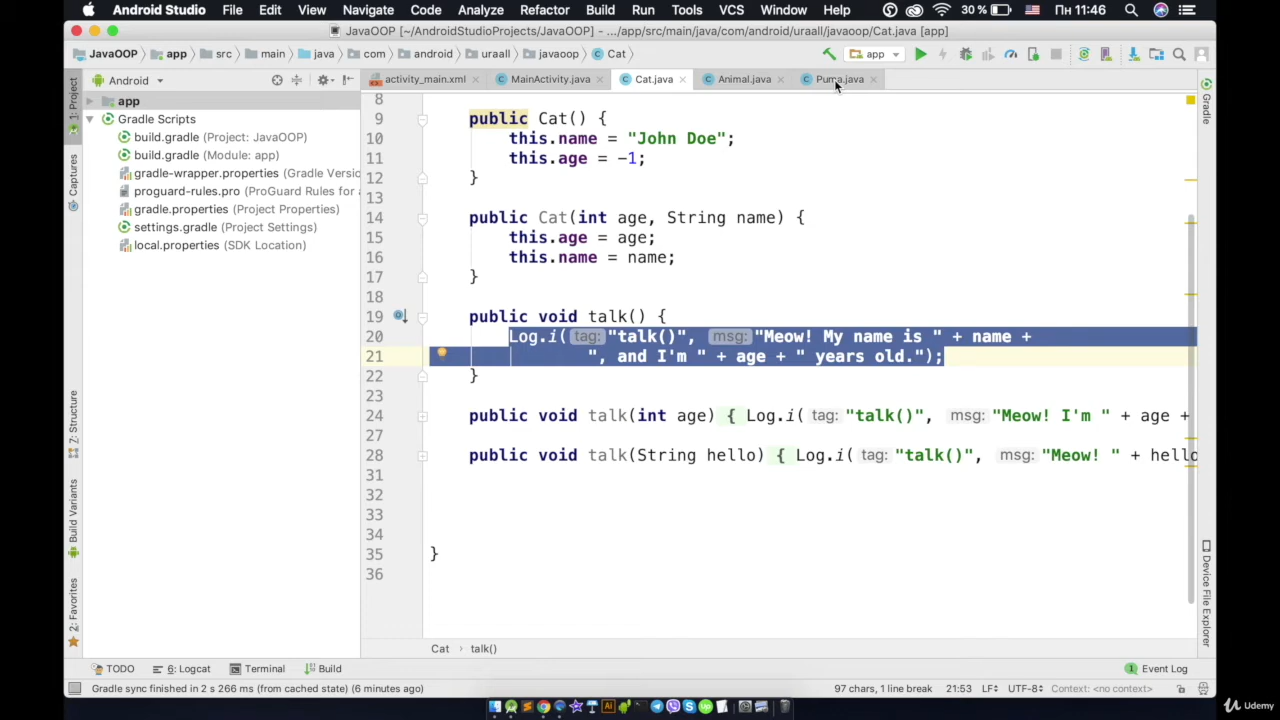 Android Studio File Edit View Navigate Code Analyze Refactor Build Run Tools VCS Window Help 30 % Пн 11:46
JavaOOP [~/AndroidStudioProjects/JavaOOP] - .../app/src/main/java/com/android/uraall/javaoop/Cat.java [app]
JavaOOP app src main java com android uraall javaoop Cat app
1: Project
Android
activity_main.xml MainActivity.java Cat.java Animal.java Puma.java
app
Gradle Scripts
build.gradle (Project: JavaOOP)
build.gradle (Module: app)
gradle-wrapper.properties (Gradle Versio
proguard-rules.pro (ProGuard Rules for a
gradle.properties (Project Properties)
settings.gradle (Project Settings)
local.properties (SDK Location)
Captures
7: Structure
Build Variants
2: Favorites
8
9 public Cat() {
10 this.name = "John Doe";
11 this.age = -1;
12 }
13
14 public Cat(int age, String name) {
15 this.age = age;
16 this.name = name;
17 }
18
19 public void talk() {
20 Log.i( tag: "talk()", msg: "Meow! My name is " + name +
21 ", and I'm " + age + " years old.");
22 }
23
24 public void talk(int age) { Log.i( tag: "talk()", msg: "Meow! I'm " + age +
27
28 public void talk(String hello) { Log.i( tag: "talk()", msg: "Meow! " + hello
31
32
33
34
35 }
36
Gradle
Device File Explorer
Cat › talk()
TODO 6: Logcat Terminal Build 1 Event Log
Gradle sync finished in 2 s 266 ms (from cached state) (6 minutes ago) 97 chars, 1 line break 21:53 LF÷ UTF-8÷ Context: <no context>
Udemy